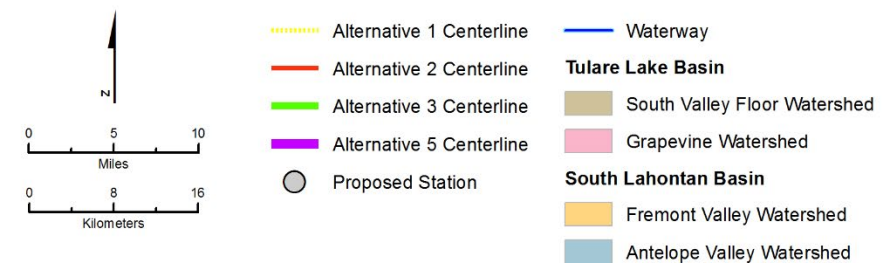 N
0 5 10
Miles
0 8 16
Kilometers
Alternative 1 Centerline
Alternative 2 Centerline
Alternative 3 Centerline
Alternative 5 Centerline
Proposed Station
Waterway
Tulare Lake Basin
South Valley Floor Watershed
Grapevine Watershed
South Lahontan Basin
Fremont Valley Watershed
Antelope Valley Watershed